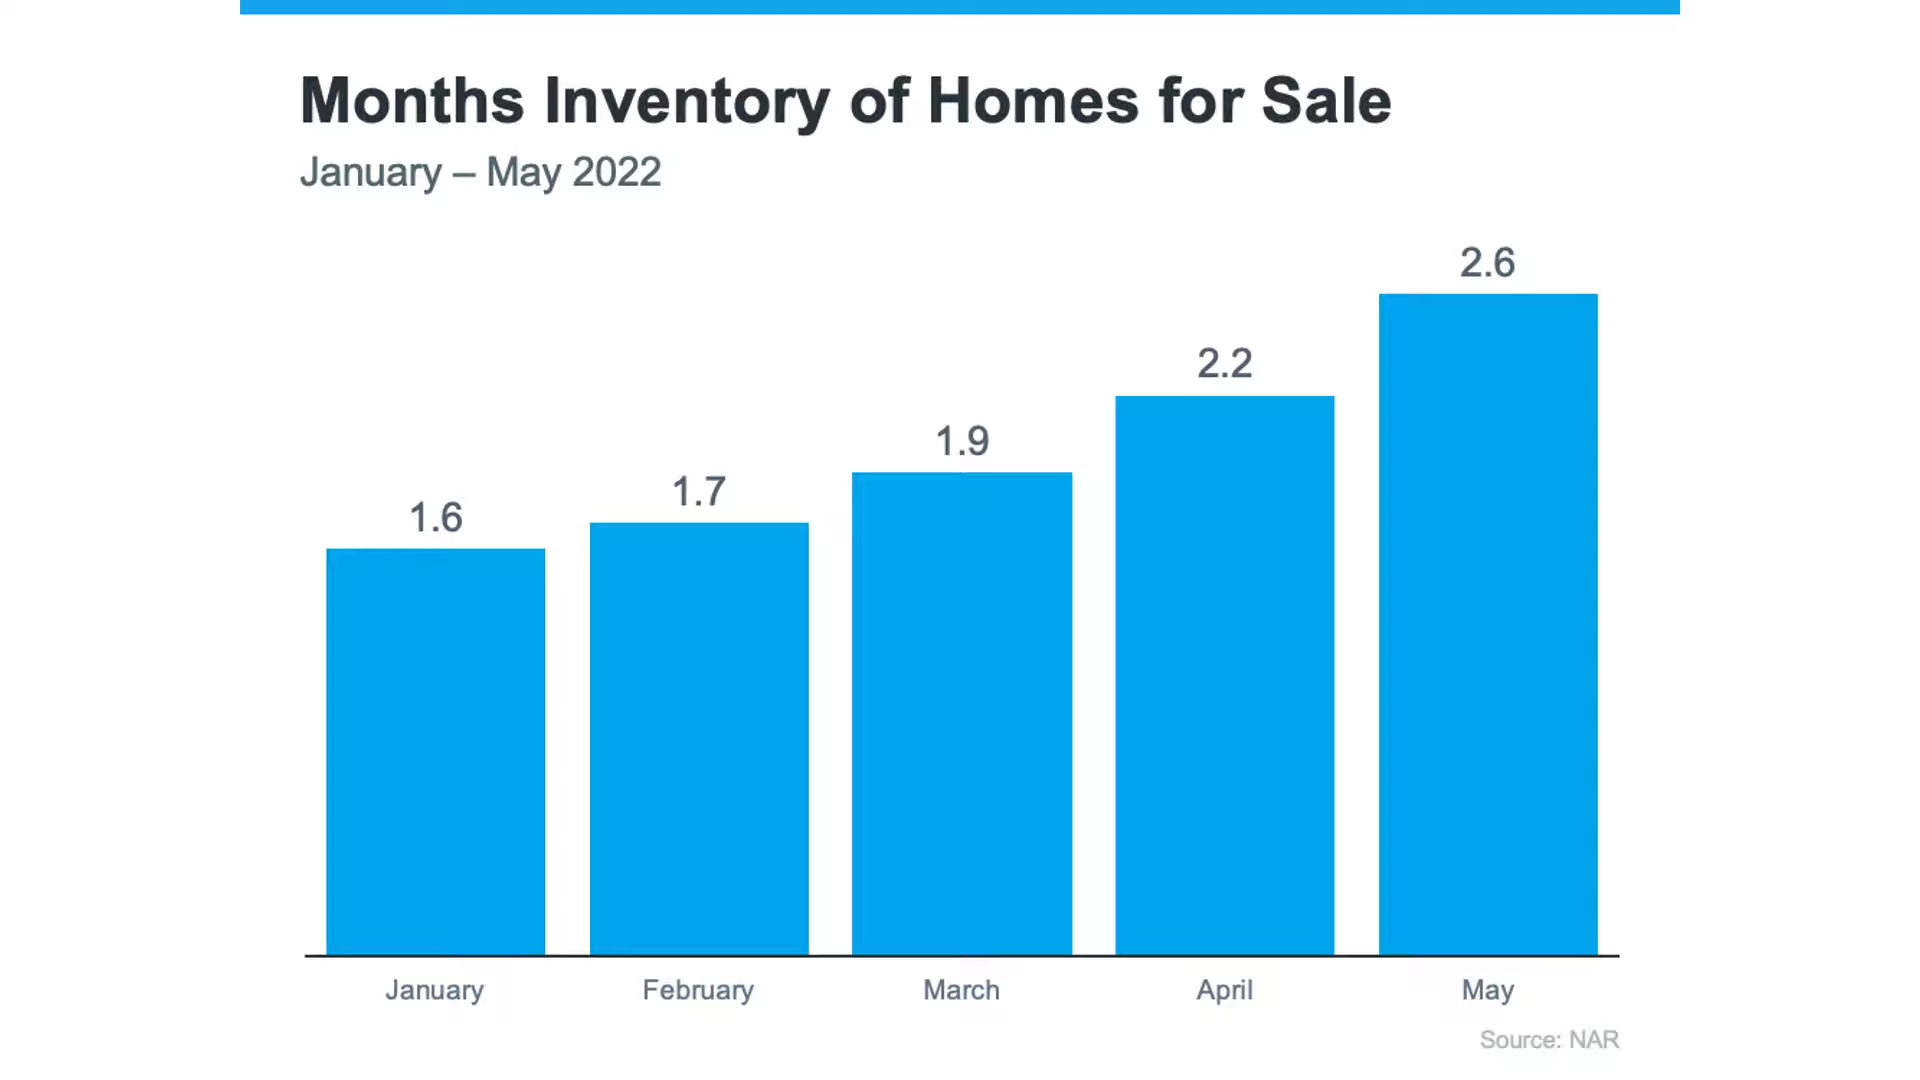 Months Inventory of Homes for Sale
January – May 2022
2.6
2.2
1.9
1.7
1.6
January February March April May
Source: NAR